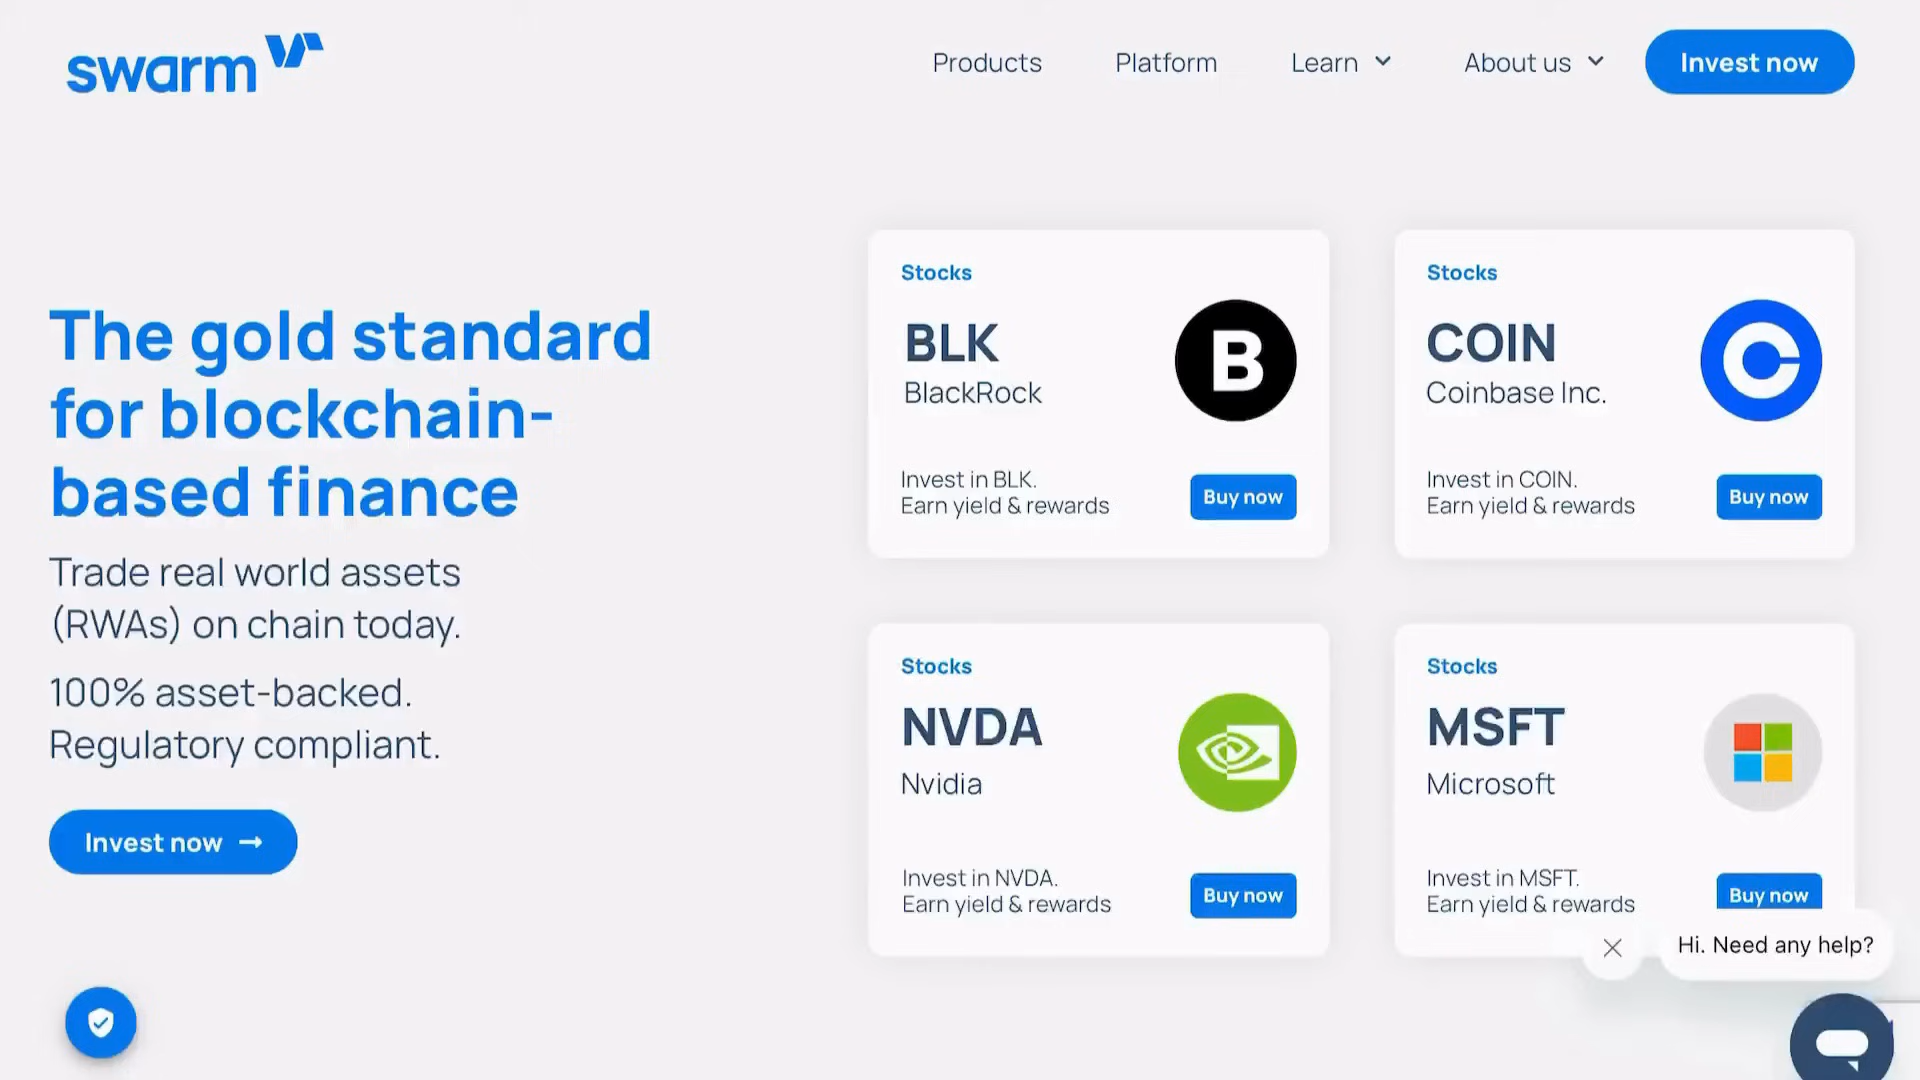 swarm
Products
Platform
Learn
About us
Invest now
The gold standard
for blockchain-
based finance
Trade real world assets
(RWAs) on chain today.
100% asset-backed.
Regulatory compliant.
Invest now
Stocks
BLK
BlackRock
B
Invest in BLK.
Earn yield & rewards
Buy now
Stocks
COIN
Coinbase Inc.
Invest in COIN.
Earn yield & rewards
Buy now
Stocks
NVDA
Nvidia
Invest in NVDA.
Earn yield & rewards
Buy now
Stocks
MSFT
Microsoft
Invest in MSFT.
Earn yield & rewards
Buy now
Hi. Need any help?